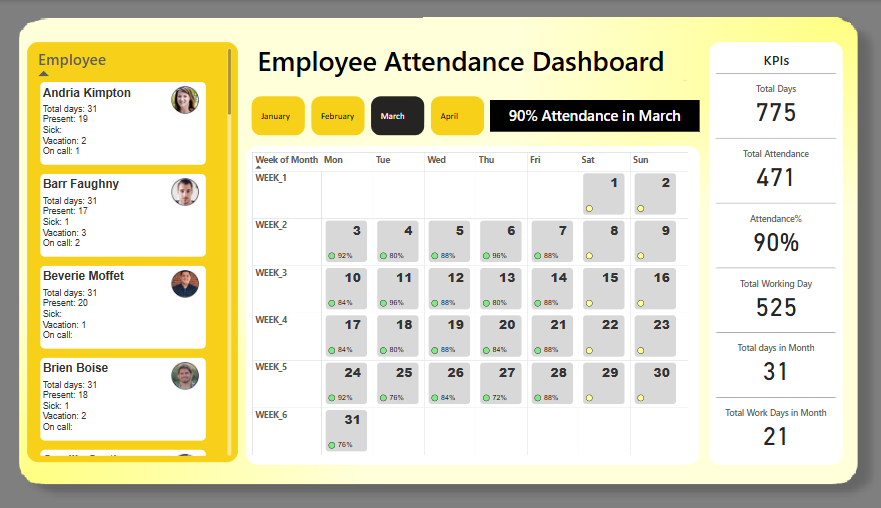 Employee
Andria Kimpton
Total days: 31
Present: 19
Sick:
Vacation: 2
On call: 1
Barr Faughny
Total days: 31
Present: 17
Sick: 1
Vacation: 3
On call: 2
Beverie Moffet
Total days: 31
Present: 20
Sick:
Vacation: 1
On call:
Brien Boise
Total days: 31
Present: 18
Sick: 1
Vacation: 2
On call:
Employee Attendance Dashboard
January February March April 90% Attendance in March
Week of Month Mon Tue Wed Thu Fri Sat Sun
WEEK_1 1 2
WEEK_2 3 4 5 6 7 8 9
92% 80% 88% 96% 88%
WEEK_3 10 11 12 13 14 15 16
84% 96% 88% 80% 88%
WEEK_4 17 18 19 20 21 22 23
84% 80% 88% 84% 88%
WEEK_5 24 25 26 27 28 29 30
92% 76% 84% 72% 88%
WEEK_6 31
76%
KPIs
Total Days
775
Total Attendance
471
Attendance%
90%
Total Working Day
525
Total days in Month
31
Total Work Days in Month
21